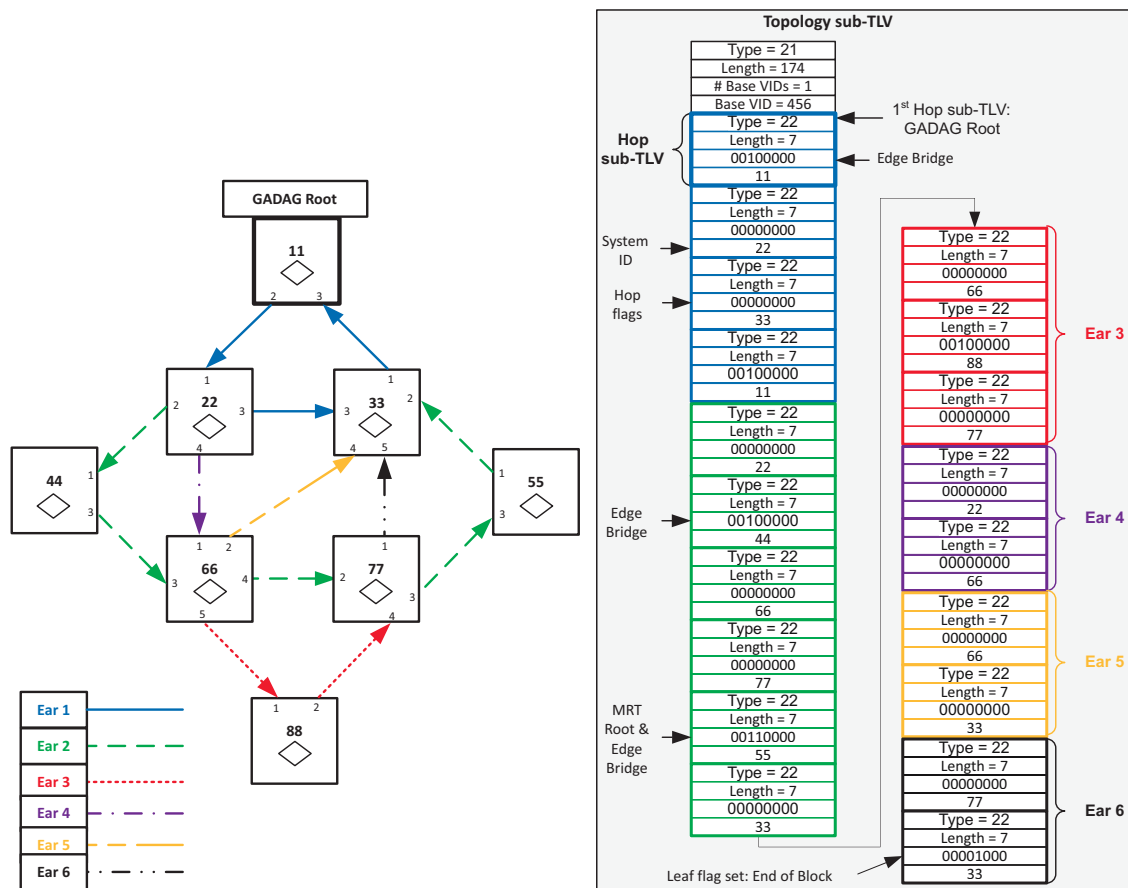 GADAG Root
11
2
3
1
22
2
3
4
1
33
2
3
4
5
44
1
3
55
1
3
1
2
66
3
4
5
1
77
2
3
4
1
2
88
Ear 1
Ear 2
Ear 3
Ear 4
Ear 5
Ear 6
Topology sub-TLV
Type = 21
Length = 174
# Base VIDs = 1
Base VID = 456
Type = 22
Length = 7
00100000
11
Type = 22
Length = 7
00000000
22
Type = 22
Length = 7
00000000
33
Type = 22
Length = 7
00100000
11
Type = 22
Length = 7
00000000
22
Type = 22
Length = 7
00100000
44
Type = 22
Length = 7
00000000
66
Type = 22
Length = 7
00000000
77
Type = 22
Length = 7
00110000
55
Type = 22
Length = 7
00000000
33
Hop
sub-TLV
System
ID
Hop
flags
Edge
Bridge
MRT
Root &
Edge
Bridge
1st Hop sub-TLV:
GADAG Root
Edge Bridge
Type = 22
Length = 7
00000000
66
Type = 22
Length = 7
00100000
88
Type = 22
Length = 7
00000000
77
Ear 3
Type = 22
Length = 7
00000000
22
Type = 22
Length = 7
00000000
66
Ear 4
Type = 22
Length = 7
00000000
66
Type = 22
Length = 7
00000000
33
Ear 5
Type = 22
Length = 7
00000000
77
Type = 22
Length = 7
00001000
33
Ear 6
Leaf flag set: End of Block